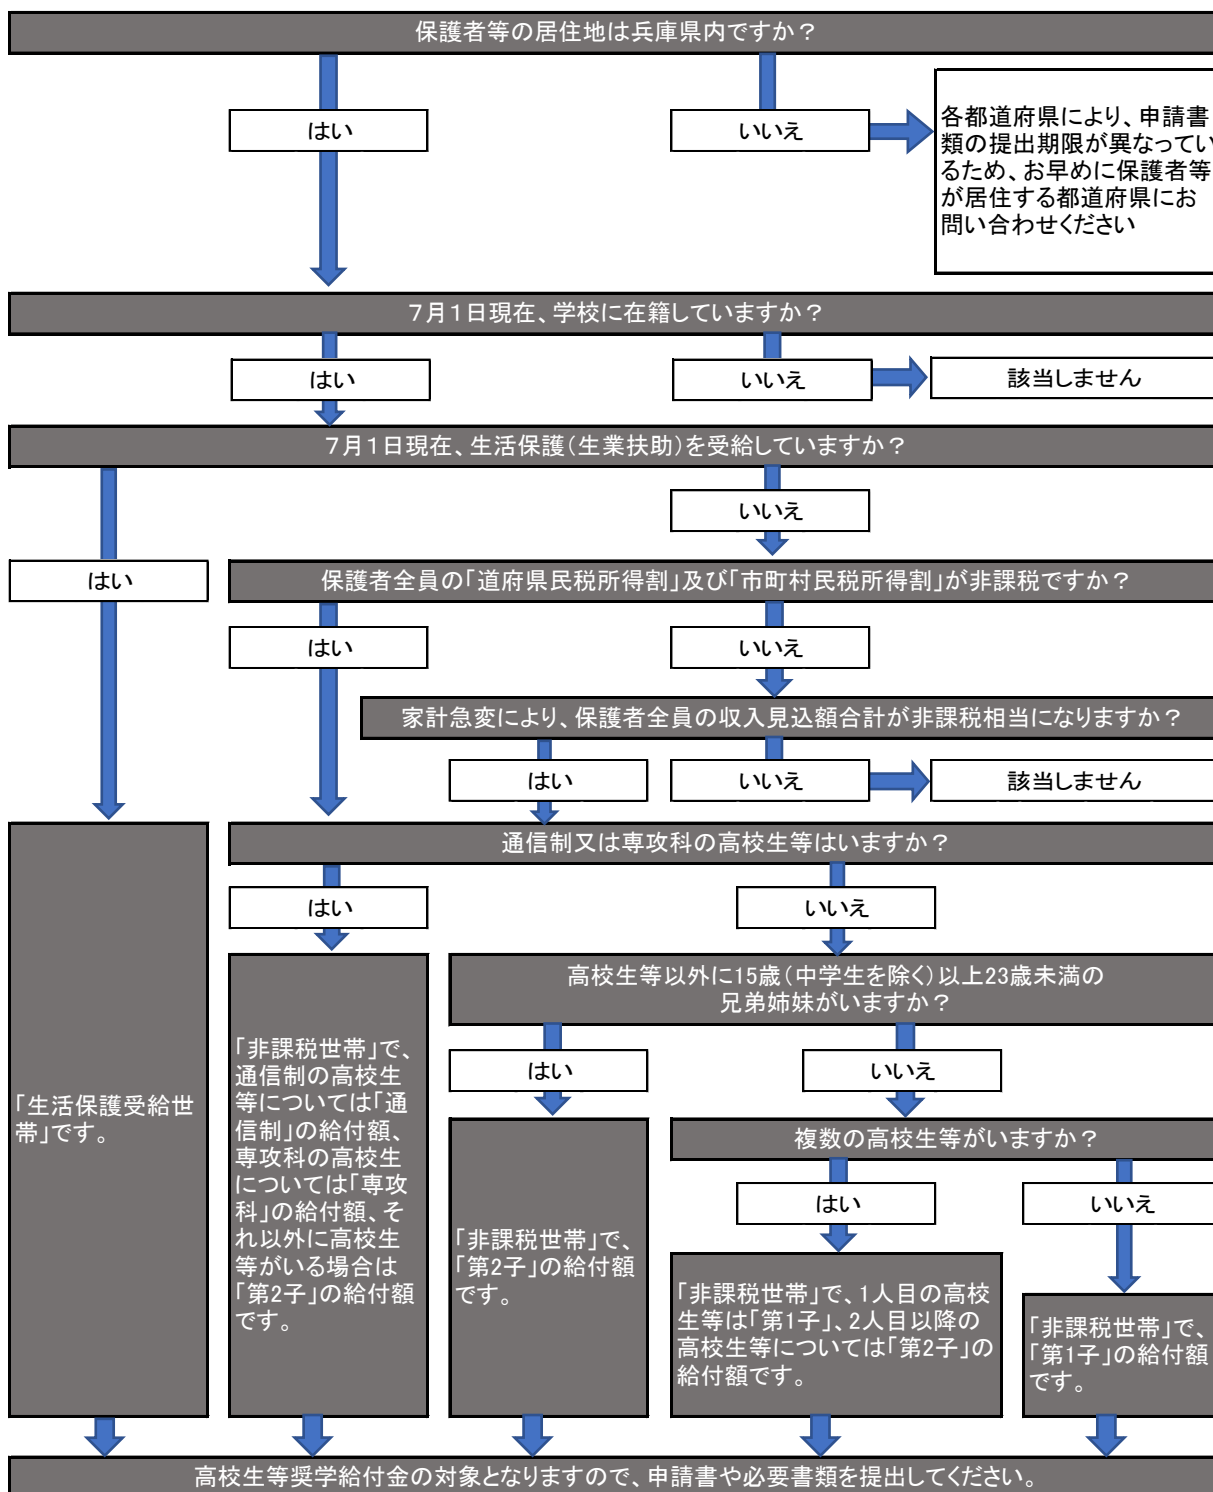 保護者等の居住地は兵庫県内ですか？
はい
いいえ
各都道府県により、申請書
類の提出期限が異なってい
るため、お早めに保護者等
が居住する都道府県にお
問い合わせください
７月１日現在、学校に在籍していますか？
はい
いいえ
該当しません
７月１日現在、生活保護（生業扶助）を受給していますか？
いいえ
はい
保護者全員の「道府県民税所得割」及び「市町村民税所得割」が非課税ですか？
はい
いいえ
家計急変により、保護者全員の収入見込額合計が非課税相当になりますか？
はい
いいえ
該当しません
通信制又は専攻科の高校生等はいますか？
はい
いいえ
高校生等以外に15歳（中学生を除く）以上23歳未満の
兄弟姉妹がいますか？
はい
いいえ
「生活保護受給世
帯」です。
「非課税世帯」で、
通信制の高校生
等については「通
信制」の給付額、
専攻科の高校生
については「専攻
科」の給付額、そ
れ以外に高校生
等がいる場合は
「第2子」の給付額
です。
「非課税世帯」で、
「第2子」の給付額
です。
複数の高校生等がいますか？
はい
いいえ
「非課税世帯」で、1人目の高校
生等は「第1子」、2人目以降の
高校生等については「第2子」の
給付額です。
「非課税世帯」で、
「第1子」の給付額
です。
高校生等奨学給付金の対象となりますので、申請書や必要書類を提出してください。